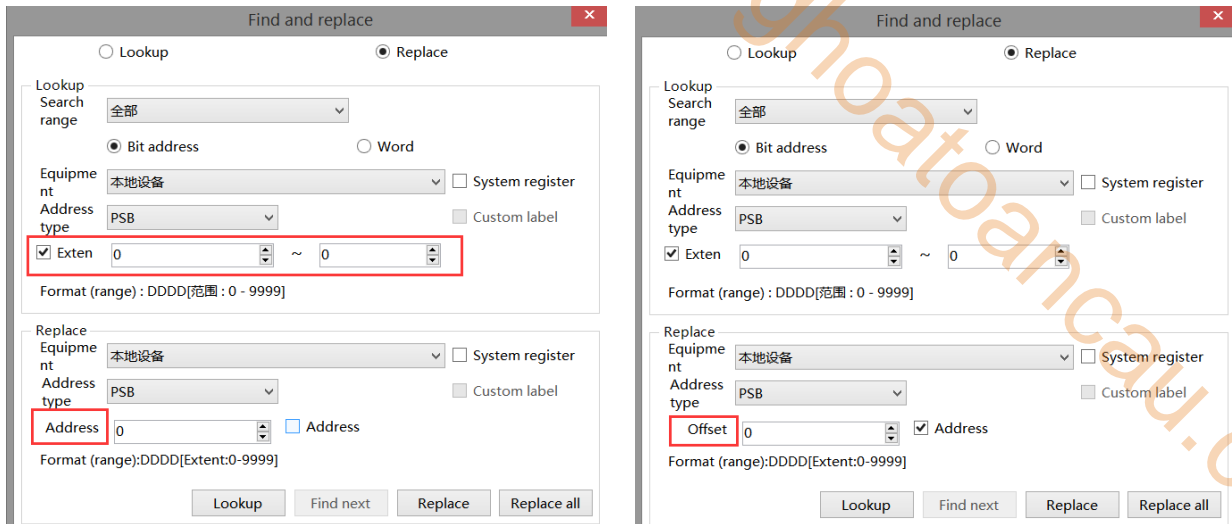 Find and replace
Lookup Replace
Lookup
Search range 全部
Bit address Word
Equipme nt 本地设备 System register
Address type PSB Custom label
Exten 0 ~ 0
Format (range) : DDDD[范围 : 0 - 9999]
Replace
Equipme nt 本地设备 System register
Address type PSB Custom label
Address 0 Address
Format (range):DDDD[Extent:0-9999]
Lookup Find next Replace Replace all
Find and replace
Lookup Replace
Lookup
Search range 全部
Bit address Word
Equipme nt 本地设备 System register
Address type PSB Custom label
Exten 0 ~ 0
Format (range) : DDDD[范围 : 0 - 9999]
Replace
Equipme nt 本地设备 System register
Address type PSB Custom label
Offset 0 Address
Format (range):DDDD[Extent:0-9999]
Lookup Find next Replace Replace all
ghoatoancau.c